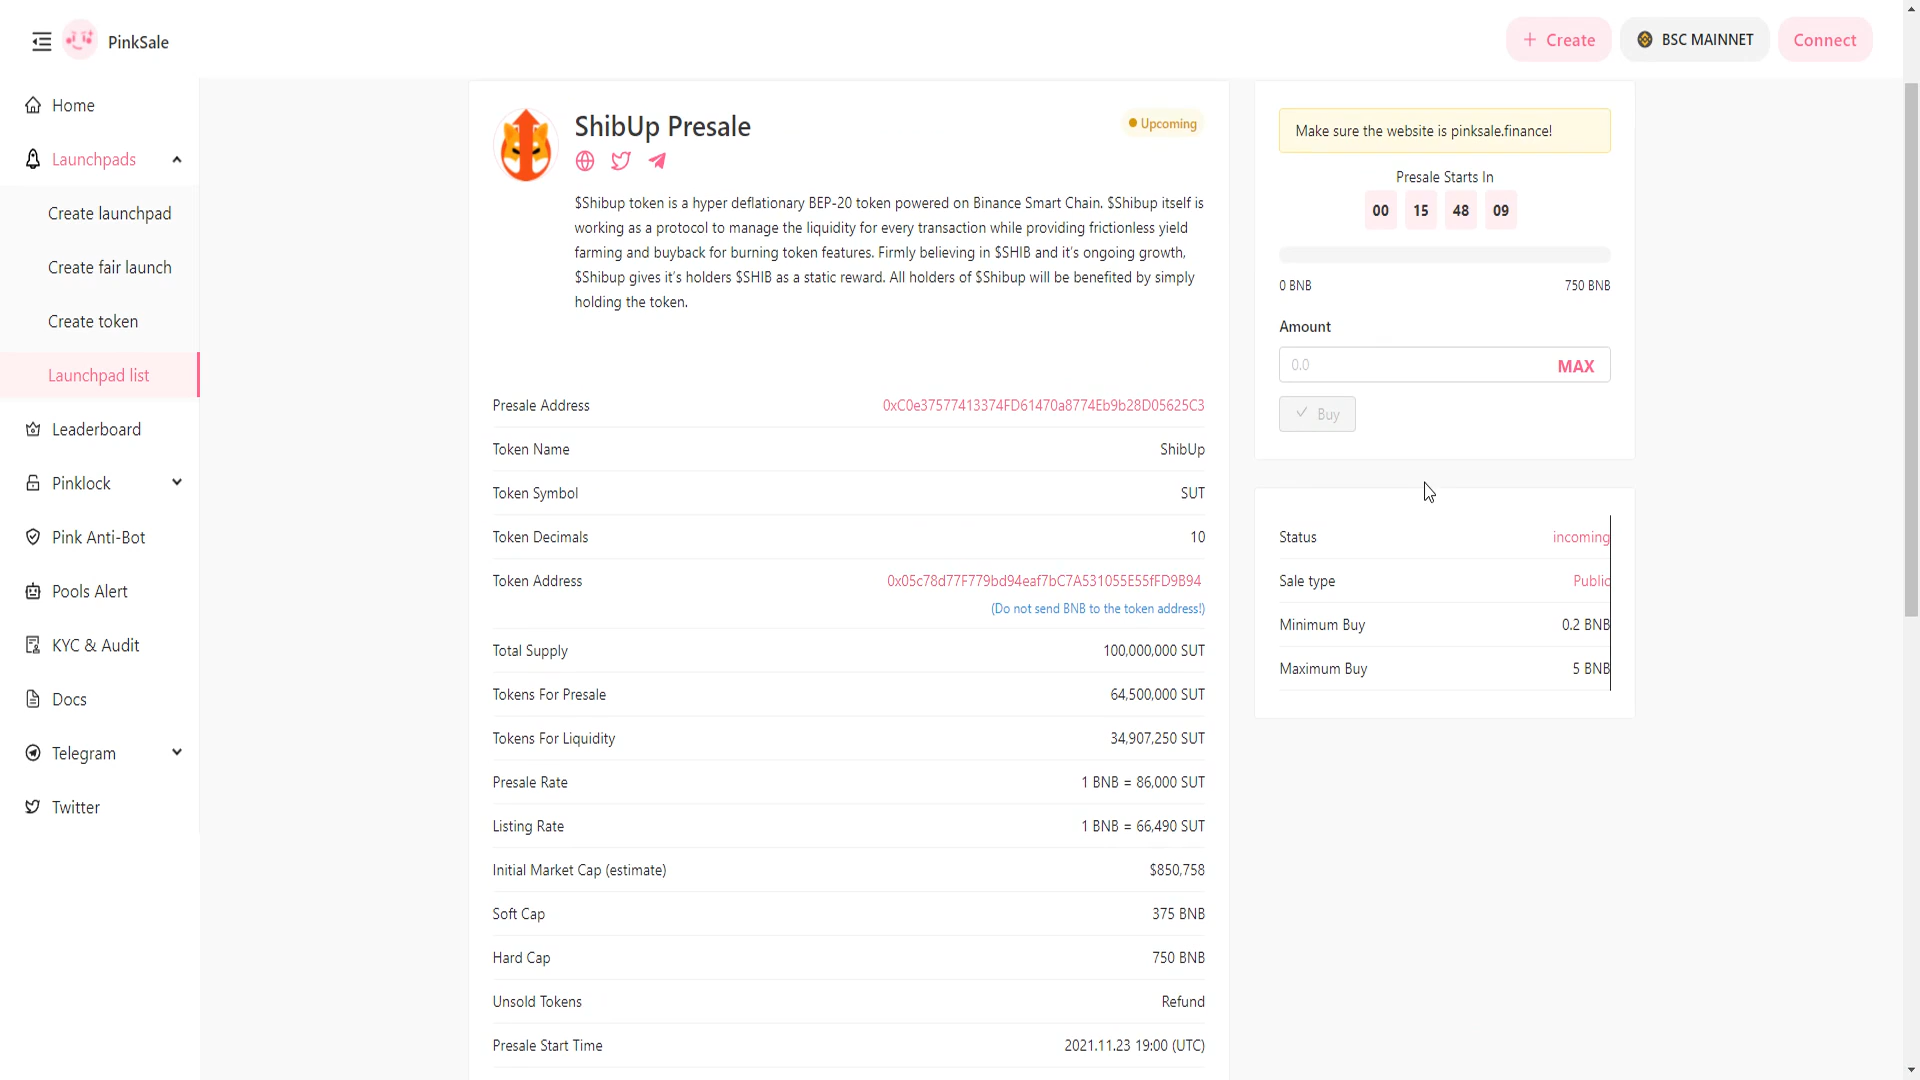 PinkSale
Create
BSC MAINNET
Connect
Home
Launchpads
Create launchpad
Create fair launch
Create token
Launchpad list
Leaderboard
Pinklock
Pink Anti-Bot
Pools Alert
KYC & Audit
Docs
Telegram
Twitter
ShibUp Presale
Upcoming
$Shibup token is a hyper deflationary BEP-20 token powered on Binance Smart Chain. $Shibup itself is
working as a protocol to manage the liquidity for every transaction while providing frictionless yield
farming and buyback for burning token features. Firmly believing in $SHIB and it's ongoing growth,
$Shibup gives it's holders $SHIB as a static reward. All holders of $Shibup will be benefited by simply
holding the token.
Presale Address 0xC0e37577413374FD61470a8774Eb9b28D05625C3
Token Name ShibUp
Token Symbol SUT
Token Decimals 10
Token Address 0x05c78d77F779bd94eaf7bC7A531055E55fFD9B94
(Do not send BNB to the token address!)
Total Supply 100,000,000 SUT
Tokens For Presale 64,500,000 SUT
Tokens For Liquidity 34,907,250 SUT
Presale Rate 1 BNB = 86,000 SUT
Listing Rate 1 BNB = 66,490 SUT
Initial Market Cap (estimate) $850,758
Soft Cap 375 BNB
Hard Cap 750 BNB
Unsold Tokens Refund
Presale Start Time 2021.11.23 19:00 (UTC)
Make sure the website is pinksale.finance!
Presale Starts In
00 15 48 09
0 BNB 750 BNB
Amount
0.0 MAX
Buy
Status incoming
Sale type Public
Minimum Buy 0.2 BNB
Maximum Buy 5 BNB